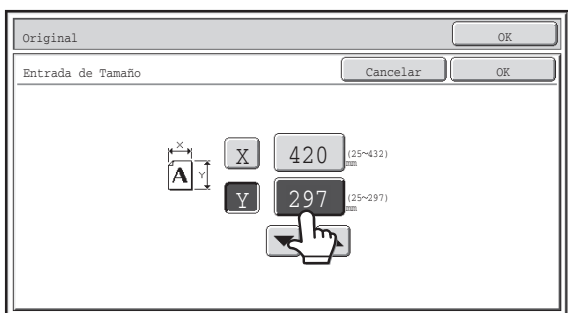 Original OK
Entrada de Tamaño Cancelar OK
X
A Y X 420 (25~432)
mm
Y 297 (25~297)
mm